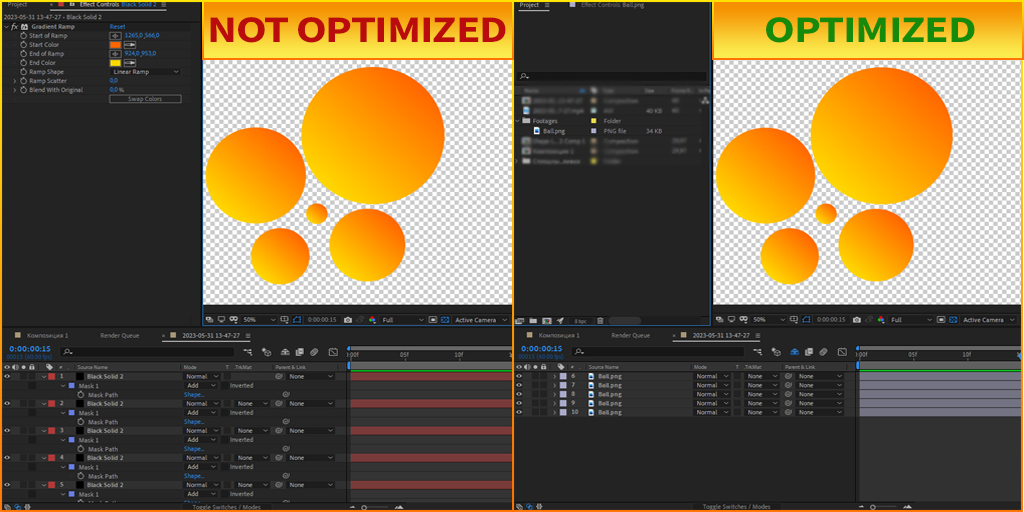 NOT OPTIMIZED
OPTIMIZED
Project
Effect Controls Black Solid 2
2023-05-31 13-47-27 • Black Solid 2
fx Gradient Ramp Reset
Start of Ramp 1265,0,566,0
Start Color
End of Ramp 924,0,953,0
End Color
Ramp Shape Linear Ramp
Ramp Scatter 0,0
Blend With Original 0,0 %
Swap Colors
50% 0:00:00:15 Full Active Camera
Композиция 1 Render Queue 2023-05-31 13-47-27
0:00:00:15
:00f 05f 10f
# Source Name Mode T .TrkMat Parent & Link
1 Black Solid 2 Normal None
Mask 1 Add Inverted
Mask Path Shape..
2 Black Solid 2 Normal None None
Mask 1 Add Inverted
Mask Path Shape..
3 Black Solid 2 Normal None None
Mask 1 Add Inverted
Mask Path Shape..
4 Black Solid 2 Normal None None
Mask 1 Add Inverted
Mask Path Shape..
5 Black Solid 2 Normal None None
Mask 1 Add Inverted
Toggle Switches / Modes
Project Effect Controls Ball.png
40 KB
Footages Folder
Ball.png PNG file 34 KB
8 bpc
50% 0:00:00:15 Full Active Camera
Композиция 1 Render Queue 2023-05-31 13-47-27
0:00:00:15
:00f 05f 10f
# Source Name Mode T .TrkMat Parent & Link
6 Ball.png Normal None None
7 Ball.png Normal None None
8 Ball.png Normal None None
9 Ball.png Normal None None
10 Ball.png Normal None None
Toggle Switches / Modes